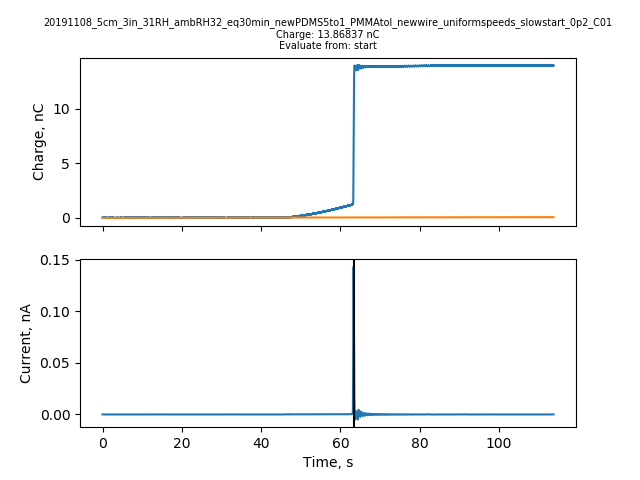 20191108_5cm_3in_31RH_ambRH32_eq30min_newPDMS5to1_PMMAtol_newwire_uniformspeeds_slowstart_0p2_C01
Charge: 13.86837 nC
Evaluate from: start
Charge, nC
10
5
0
Current, nA
0.15
0.10
0.05
0.00
0 20 40 60 80 100
Time, s